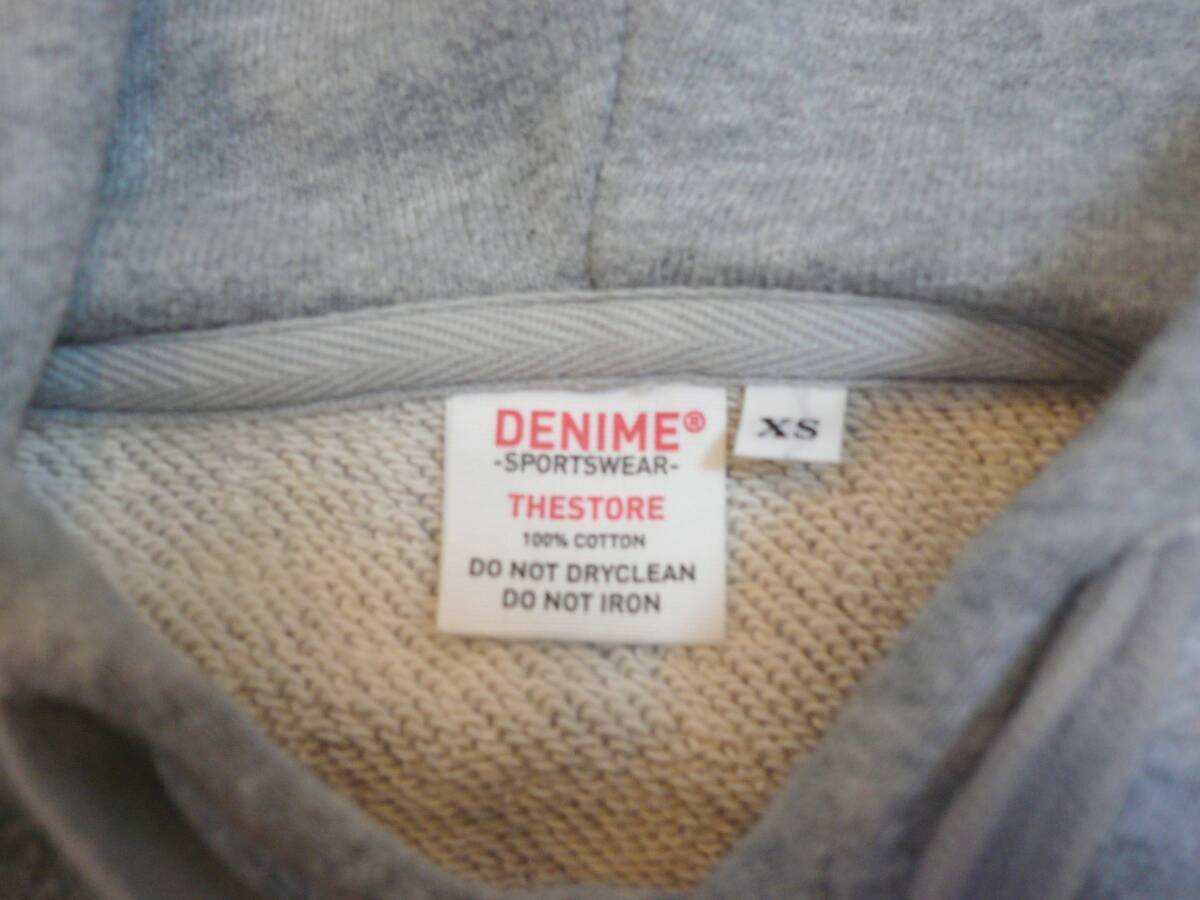 DENIME®
-SPORTSWEAR-
THESTORE
100% COTTON
DO NOT DRYCLEAN
DO NOT IRON
XS